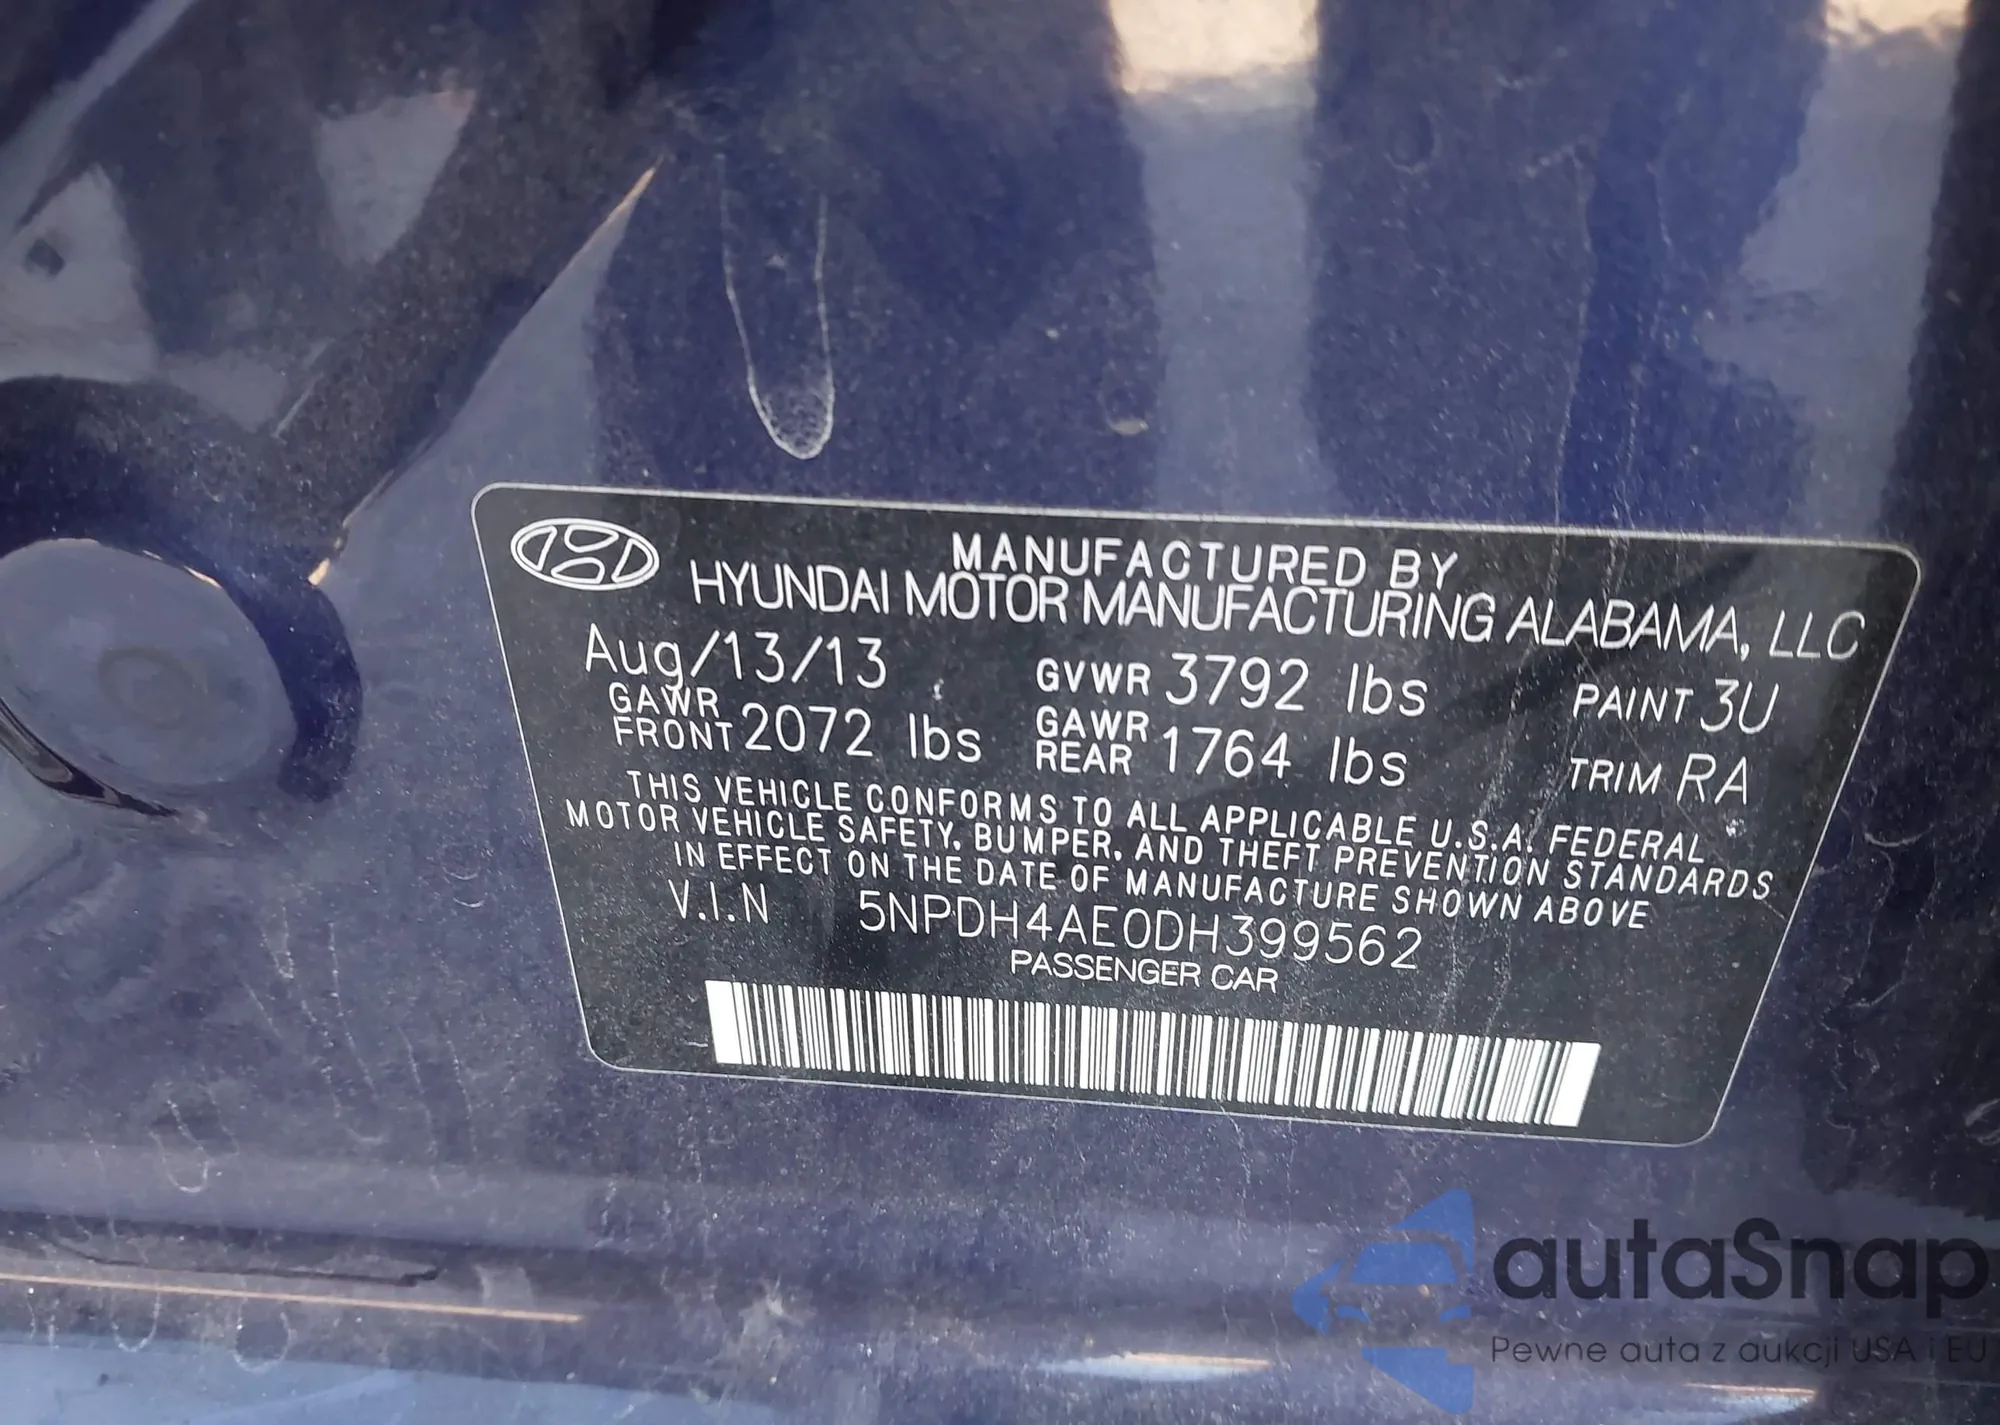 MANUFACTURED BY
HYUNDAI MOTOR MANUFACTURING ALABAMA, LLC
Aug/13/13 GVWR 3792 lbs PAINT 3U
GAWR FRONT 2072 lbs GAWR REAR 1764 lbs TRIM RA
THIS VEHICLE CONFORMS TO ALL APPLICABLE U.S.A. FEDERAL
MOTOR VEHICLE SAFETY, BUMPER, AND THEFT PREVENTION STANDARDS
IN EFFECT ON THE DATE OF MANUFACTURE SHOWN ABOVE
V.I.N 5NPDH4AE0DH399562
PASSENGER CAR
autaSnap
Pewne auta z aukcji USA i EU